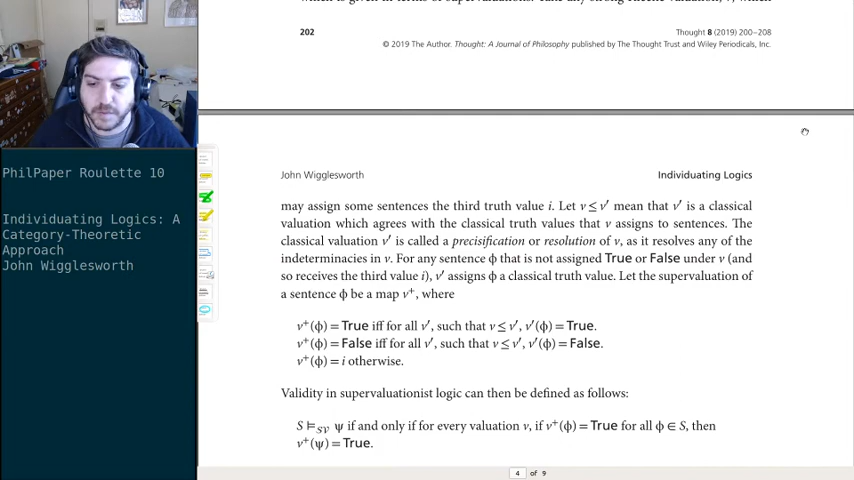 202
Thought 8 (2019) 200–208
© 2019 The Author. Thought: A Journal of Philosophy published by The Thought Trust and Wiley Periodicals, Inc.
PhilPaper Roulette 10
Individuating Logics: A
Category-Theoretic
Approach
John Wigglesworth
John Wigglesworth
Individuating Logics
may assign some sentences the third truth value i. Let v ≤ v′ mean that v′ is a classical
valuation which agrees with the classical truth values that v assigns to sentences. The
classical valuation v′ is called a precisification or resolution of v, as it resolves any of the
indeterminacies in v. For any sentence ϕ that is not assigned True or False under v (and
so receives the third value i), v′ assigns ϕ a classical truth value. Let the supervaluation of
a sentence ϕ be a map v⁺, where
v⁺(ϕ) = True iff for all v′, such that v ≤ v′, v′(ϕ) = True.
v⁺(ϕ) = False iff for all v′, such that v ≤ v′, v′(ϕ) = False.
v⁺(ϕ) = i otherwise.
Validity in supervaluationist logic can then be defined as follows:
S ⊨SV ψ if and only if for every valuation v, if v⁺(ϕ) = True for all ϕ ∈ S, then
v⁺(ψ) = True.
4 of 9